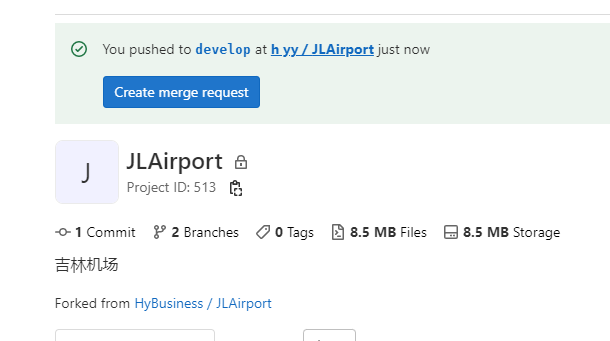 You pushed to develop at h yy / JLAirport just now
Create merge request
J
JLAirport
Project ID: 513
1 Commit 2 Branches 0 Tags 8.5 MB Files 8.5 MB Storage
吉林机场
Forked from HyBusiness / JLAirport